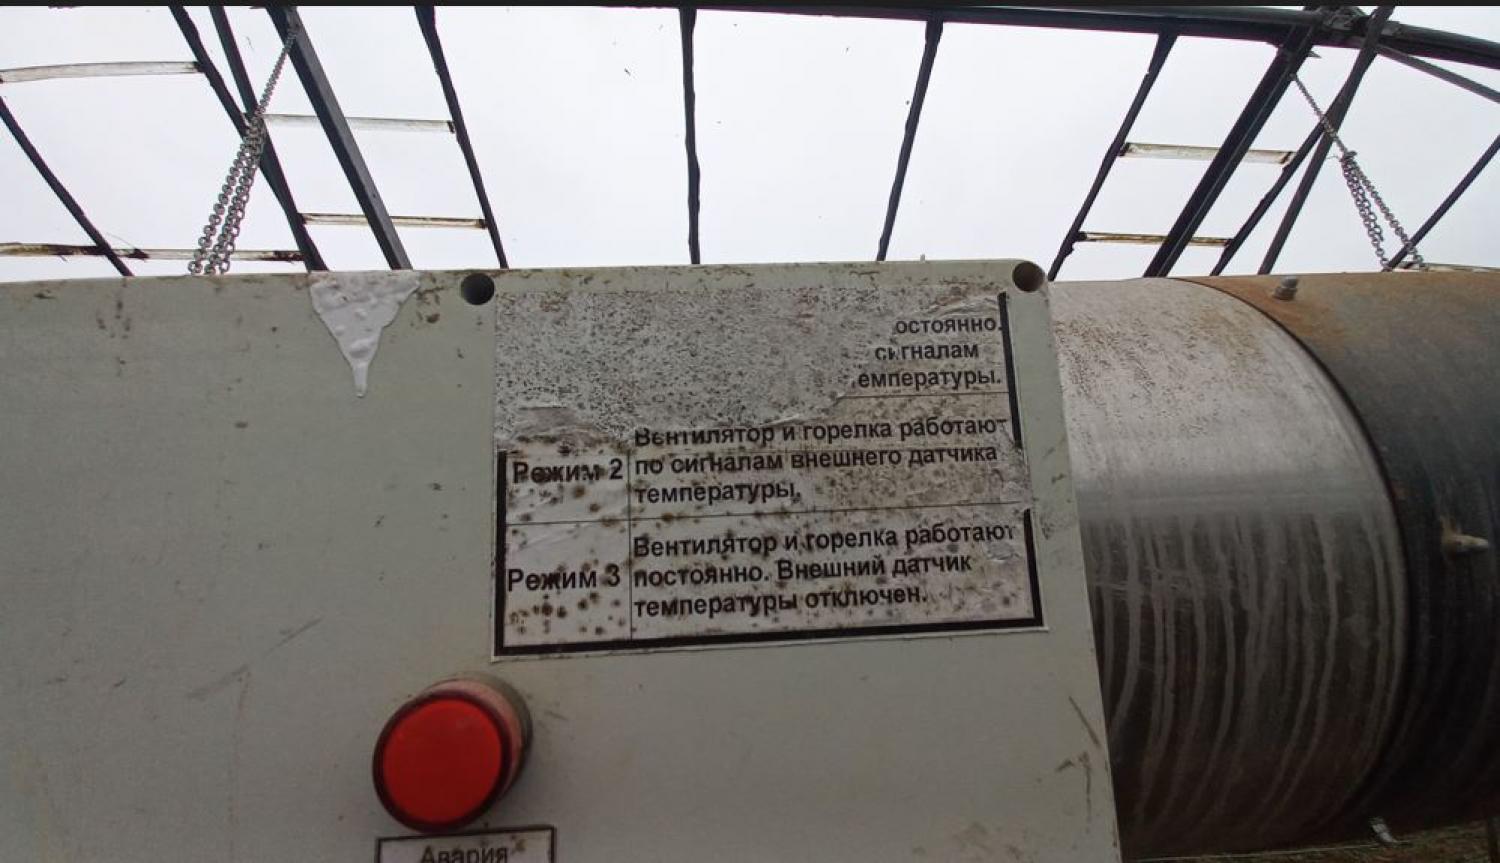 остоянно.
сигналам
емпературы.
Вентилятор и горелка работают
Режим 2 по сигналам внешнего датчика
температуры.
Вентилятор и горелка работают
Режим 3 постоянно. Внешний датчик
температуры отключен.
Авария